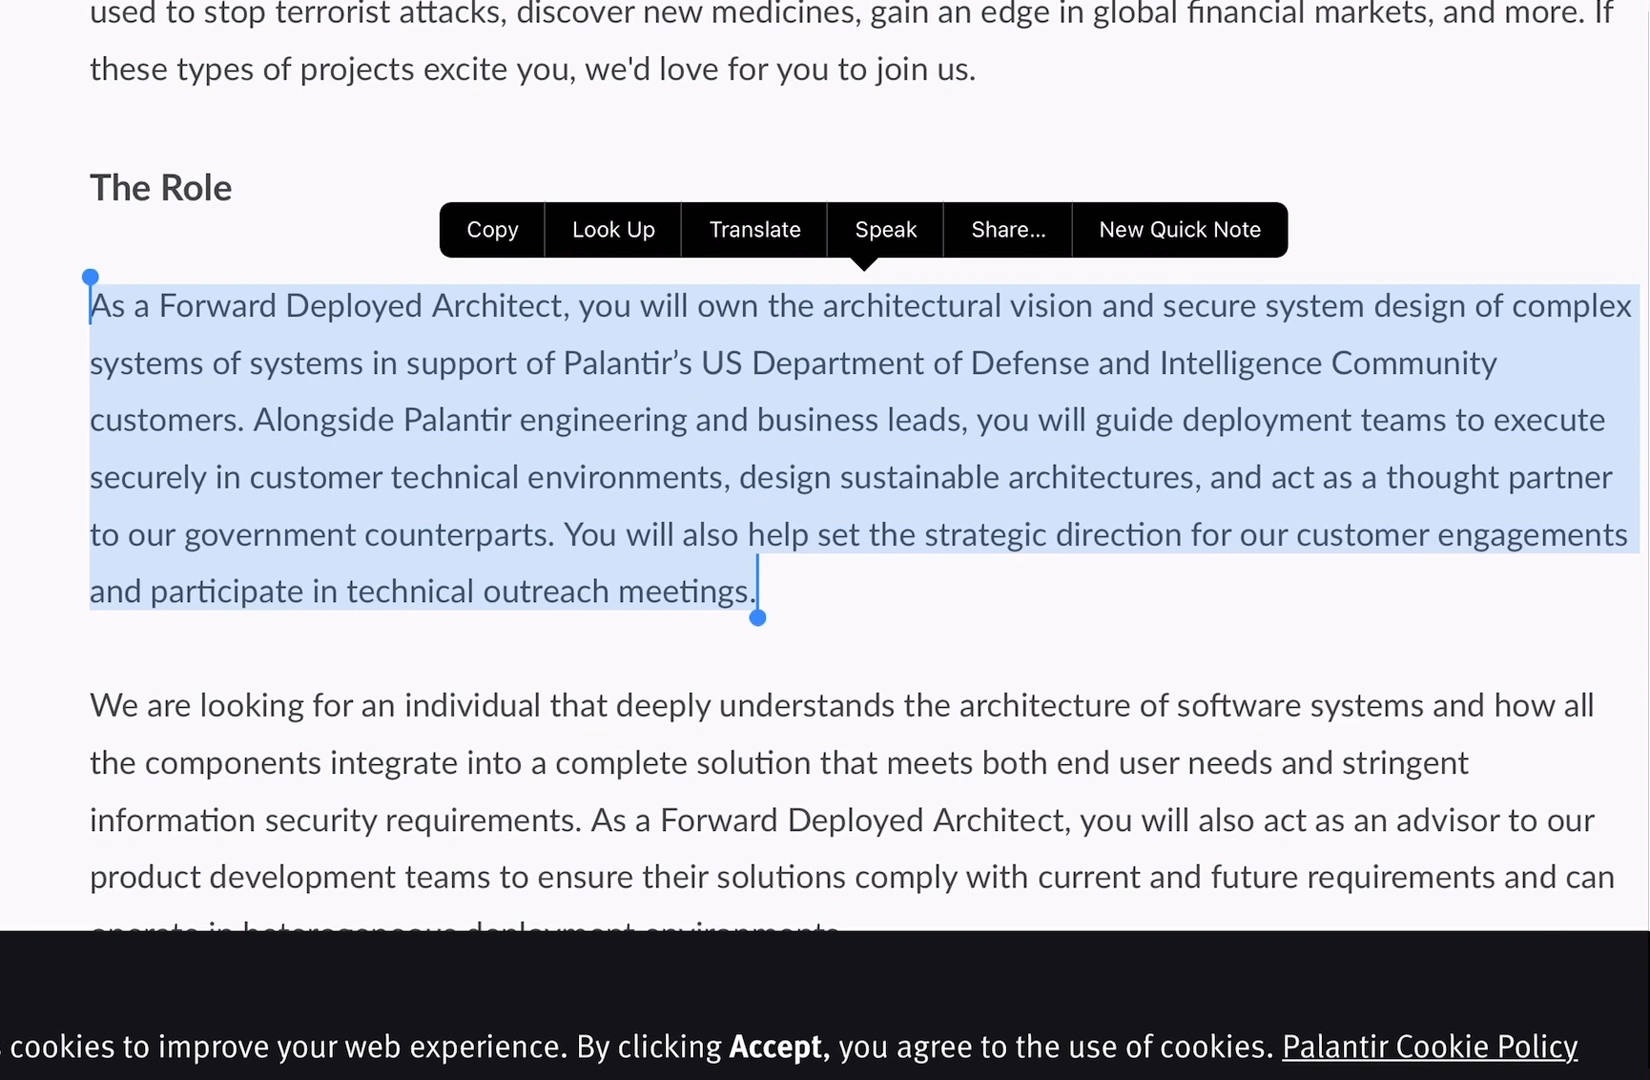 used to stop terrorist attacks, discover new medicines, gain an edge in global financial markets, and more. If
these types of projects excite you, we'd love for you to join us.
The Role
Copy Look Up Translate Speak Share... New Quick Note
As a Forward Deployed Architect, you will own the architectural vision and secure system design of complex
systems of systems in support of Palantir’s US Department of Defense and Intelligence Community
customers. Alongside Palantir engineering and business leads, you will guide deployment teams to execute
securely in customer technical environments, design sustainable architectures, and act as a thought partner
to our government counterparts. You will also help set the strategic direction for our customer engagements
and participate in technical outreach meetings.
We are looking for an individual that deeply understands the architecture of software systems and how all
the components integrate into a complete solution that meets both end user needs and stringent
information security requirements. As a Forward Deployed Architect, you will also act as an advisor to our
product development teams to ensure their solutions comply with current and future requirements and can
operate in heterogeneous deployment environments.
cookies to improve your web experience. By clicking Accept, you agree to the use of cookies. Palantir Cookie Policy